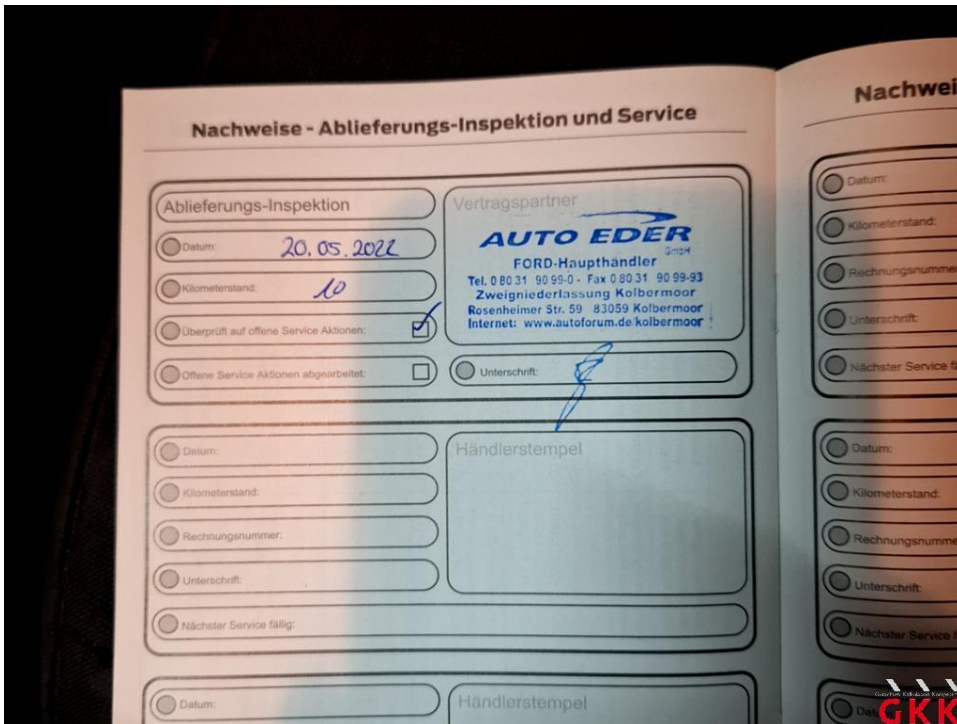 Nachweise - Ablieferungs-Inspektion und Service
Ablieferungs-Inspektion
Datum: 20.05.2022
Kilometerstand: 10
Überprüft auf offene Service Aktionen:
Offene Service Aktionen abgearbeitet:
Vertragspartner
AUTO EDER
GmbH
FORD-Haupthändler
Tel. 0 80 31 90 99-0 - Fax 0 80 31 90 99-93
Zweigniederlassung Kolbermoor
Rosenheimer Str. 59 83059 Kolbermoor
Internet: www.autoforum.de/kolbermoor
Unterschrift:
Datum:
Kilometerstand:
Rechnungsnummer:
Unterschrift:
Nächster Service fällig:
Händlerstempel
Datum:
Händlerstempel
Nachwei
Datum:
Kilometerstand:
Rechnungsnumme
Unterschrift:
Nächster Service fä
Datum:
Kilometerstand:
Rechnungsnumme
Unterschrift:
Nächster Service f
Dat
GKK